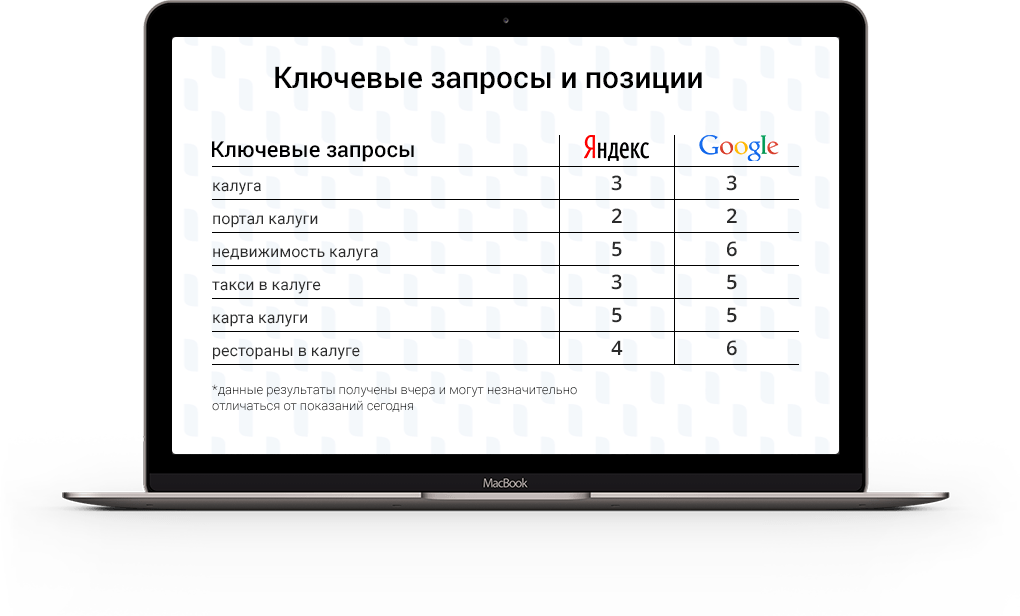 Ключевые запросы и позиции
Ключевые запросы Яндекс Google
калуга 3 3
портал калуги 2 2
недвижимость калуга 5 6
такси в калуге 3 5
карта калуги 5 5
рестораны в калуге 4 6
*данные результаты получены вчера и могут незначительно
отличаться от показаний сегодня
MacBook